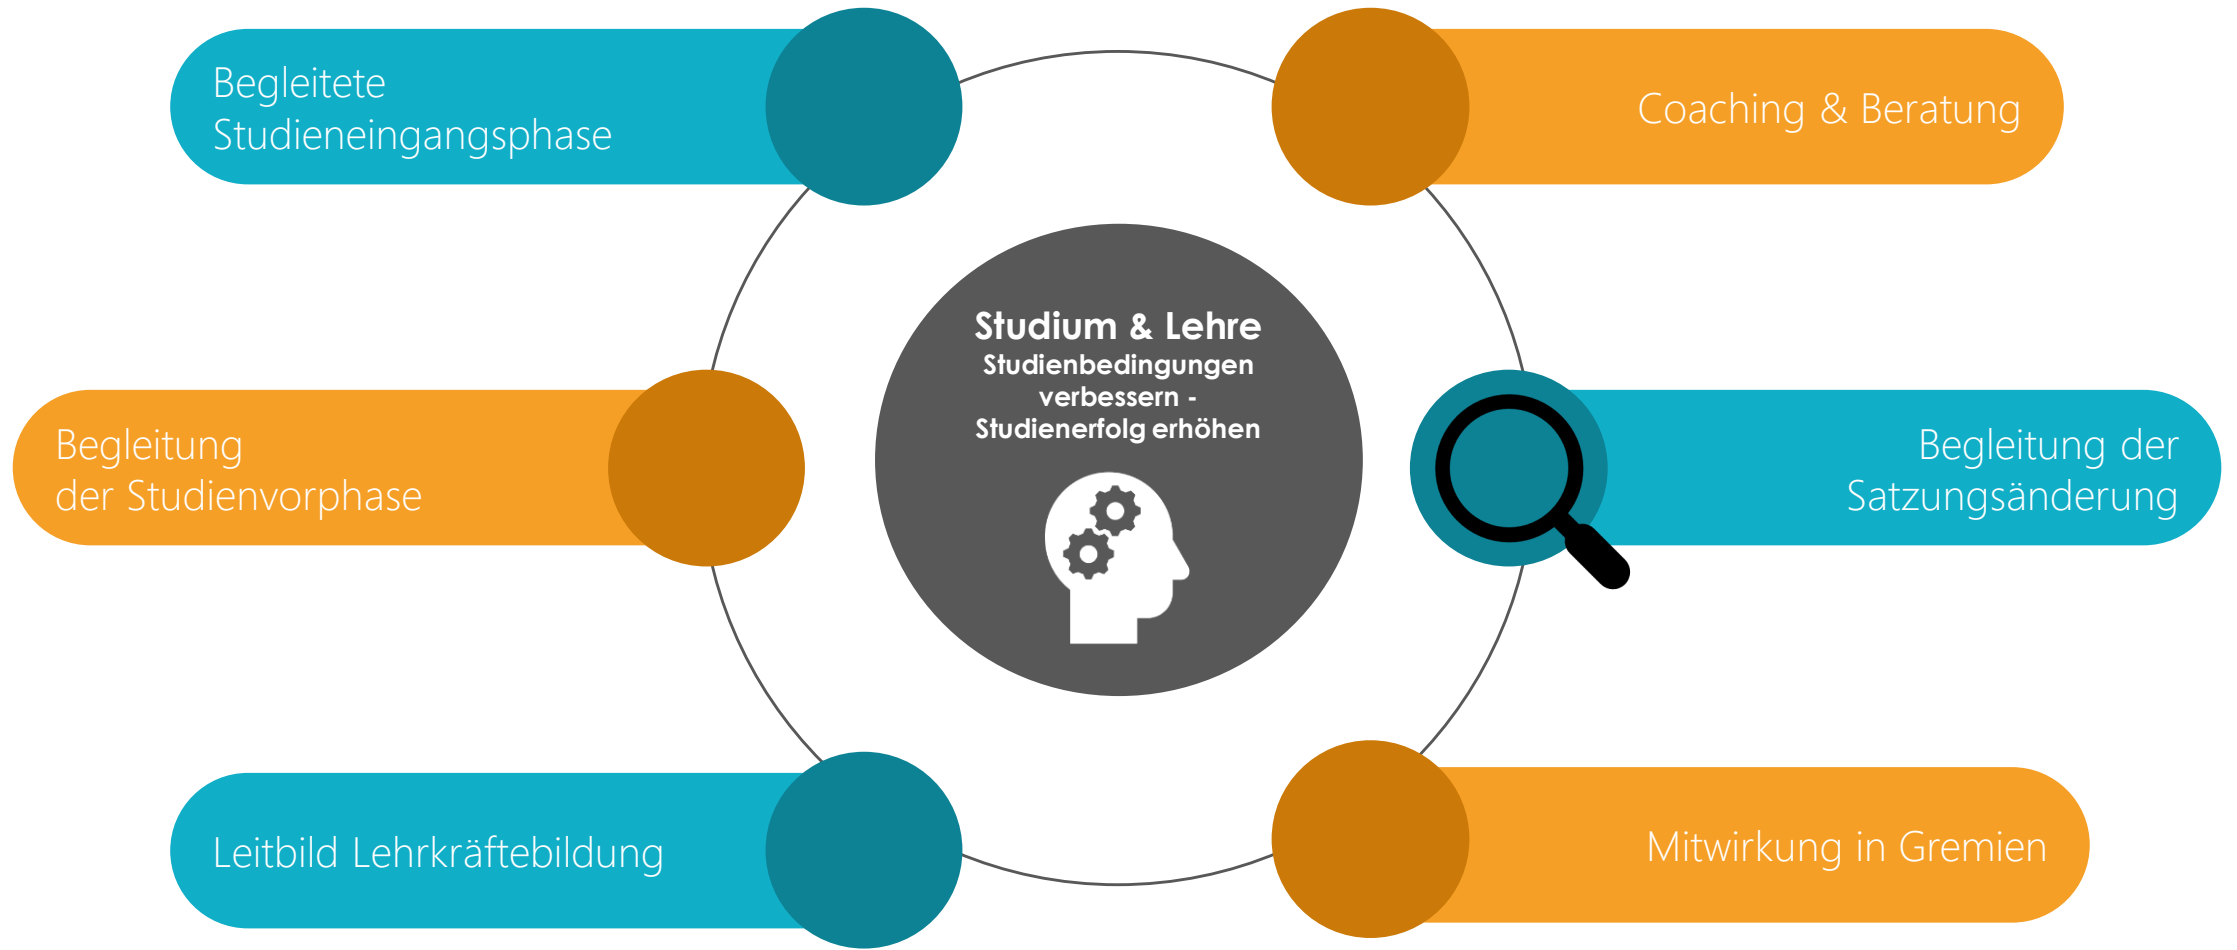 Begleitete
Studieneingangsphase
Coaching & Beratung
Studium & Lehre
Studienbedingungen
verbessern -
Studienerfolg erhöhen
Begleitung
der Studienvorphase
Begleitung der
Satzungsänderung
Leitbild Lehrkräftebildung
Mitwirkung in Gremien